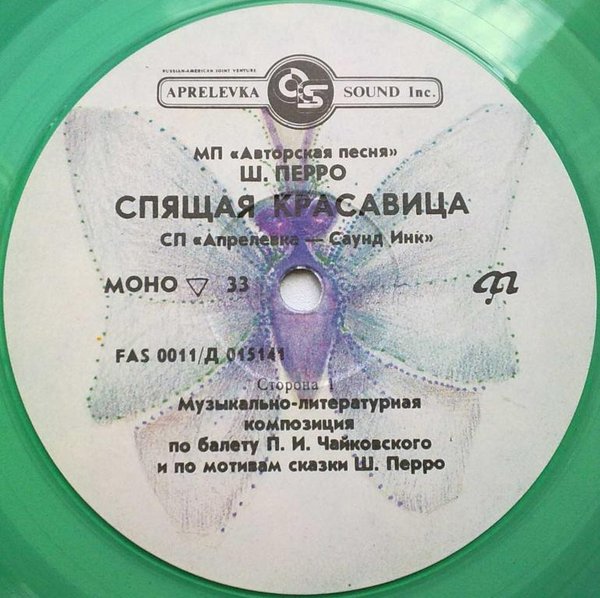 RUSSIAN-AMERICAN JOINT VENTURE
APRELEVKA SOUND Inc.
МП «Авторская песня»
Ш. ПЕРРО
СПЯЩАЯ КРАСАВИЦА
СП «Апрелевка — Саунд Инк»
МОНО 33
FAS 0011/Д 015141
Сторона 1
Музыкально-литературная
композиция
по балету П. И. Чайковского
и по мотивам сказки Ш. Перро